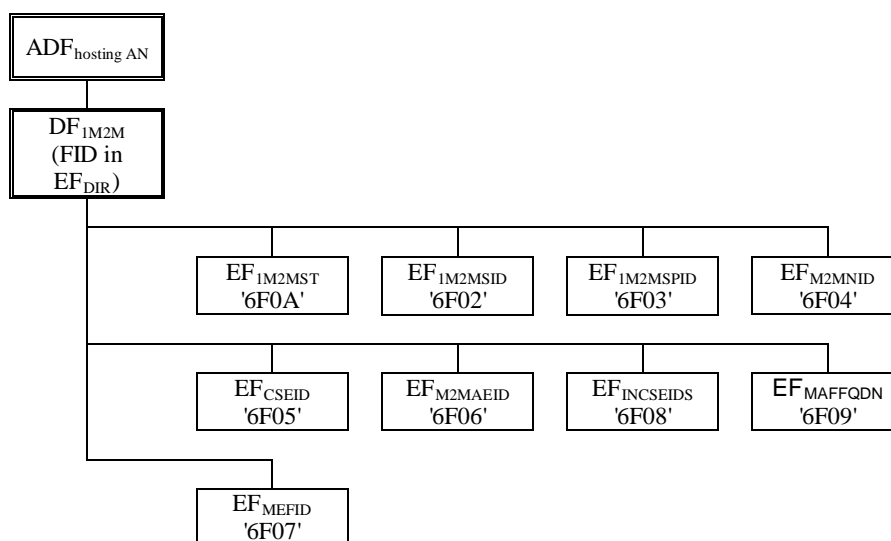 ADFhosting AN
DF1M2M
(FID in
EFDIR)
EF1M2MST
'6F0A'
EF1M2MSID
'6F02'
EF1M2MSPID
'6F03'
EFM2MNID
'6F04'
EFCSEID
'6F05'
EFM2MAEID
'6F06'
EFINCSEIDS
'6F08'
EFMAFFQDN
'6F09'
EFMEFID
'6F07'